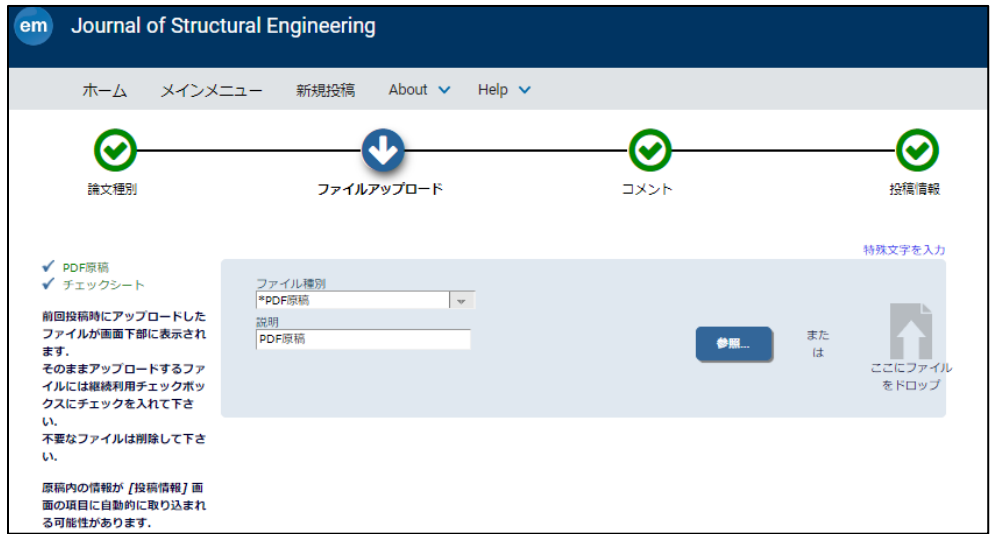 em Journal of Structural Engineering
ホーム メインメニュー 新規投稿 About Help
論文種別 ファイルアップロード コメント 投稿情報
特殊文字を入力
PDF原稿
チェックシート
前回投稿時にアップロードした
ファイルが画面下部に表示され
ます．
そのままアップロードするファ
イルには継続利用チェックボッ
クスにチェックを入れて下さ
い．
不要なファイルは削除して下さ
い．
原稿内の情報が [投稿情報] 画
面の項目に自動的に取り込まれ
る可能性があります．
ファイル種別
*PDF原稿
説明
PDF原稿
参照...
また
は
ここにファイル
をドロップ